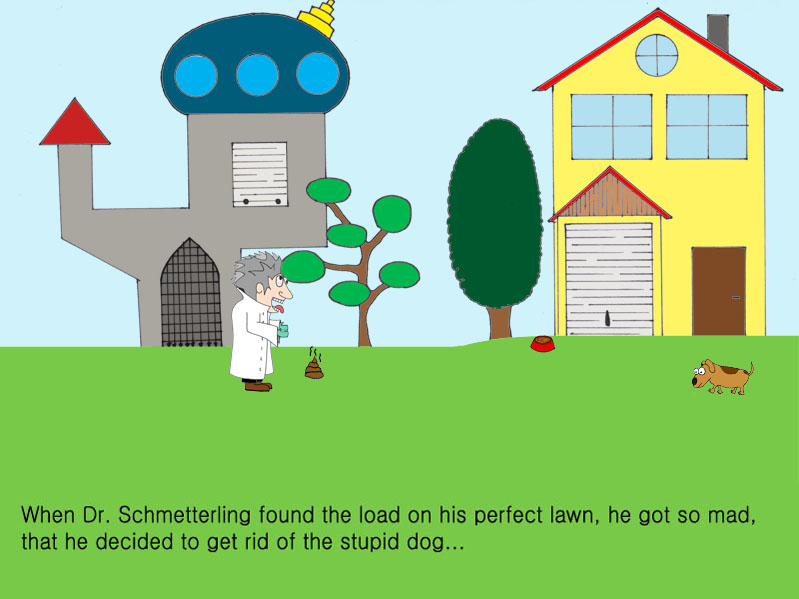 When Dr. Schmetterling found the load on his perfect lawn, he got so mad,
that he decided to get rid of the stupid dog...